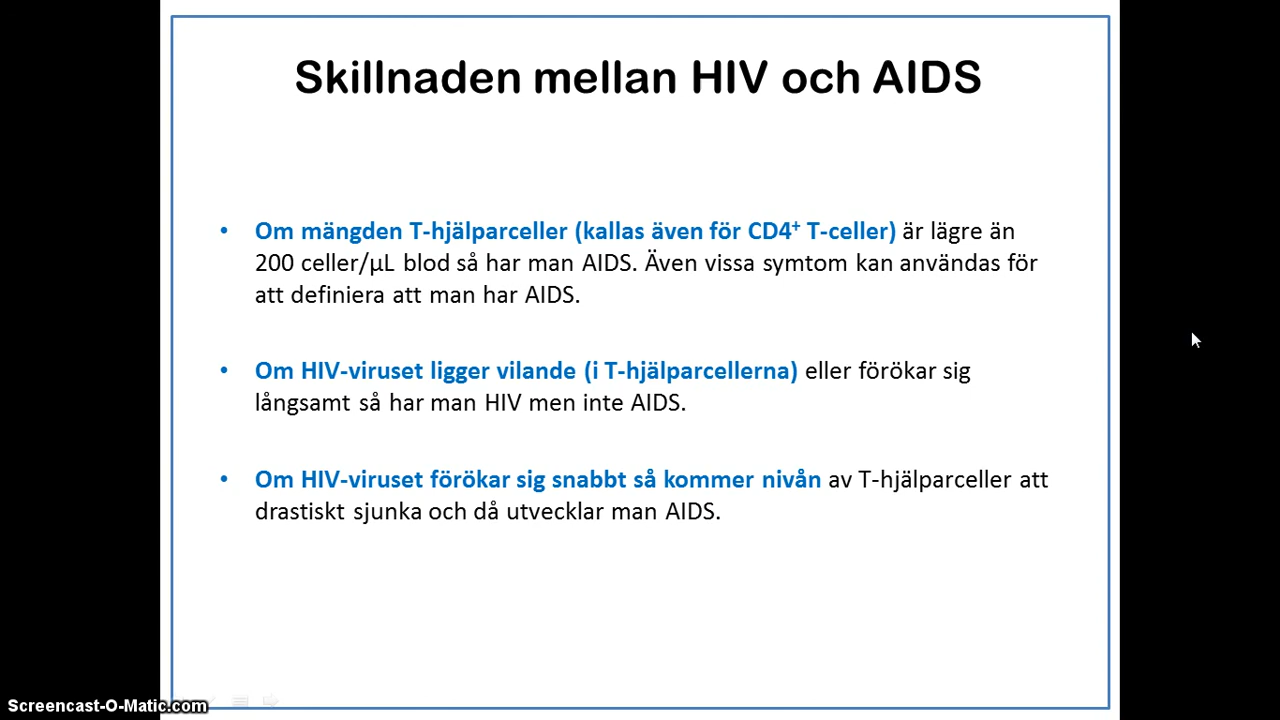 Skillnaden mellan HIV och AIDS
• Om mängden T-hjälparceller (kallas även för CD4⁺ T-celler) är lägre än
200 celler/µL blod så har man AIDS. Även vissa symtom kan användas för
att definiera att man har AIDS.
• Om HIV-viruset ligger vilande (i T-hjälparcellerna) eller förökar sig
långsamt så har man HIV men inte AIDS.
• Om HIV-viruset förökar sig snabbt så kommer nivån av T-hjälparceller att
drastiskt sjunka och då utvecklar man AIDS.
Screencast-O-Matic.com